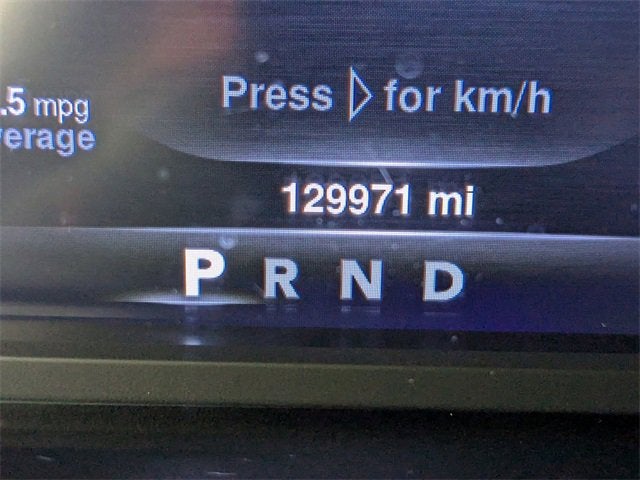 Press ▷ for km/h
.5 mpg
verage
129971 mi
P R N D